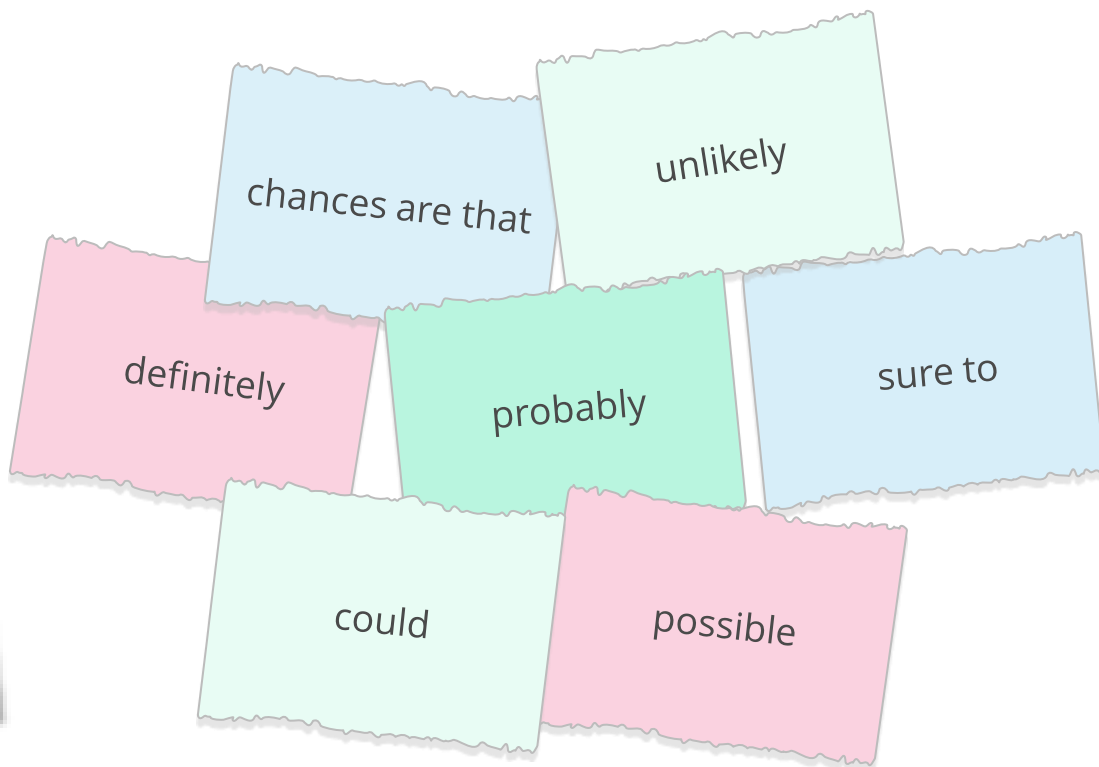 chances are that
unlikely
definitely
probably
sure to
could
possible